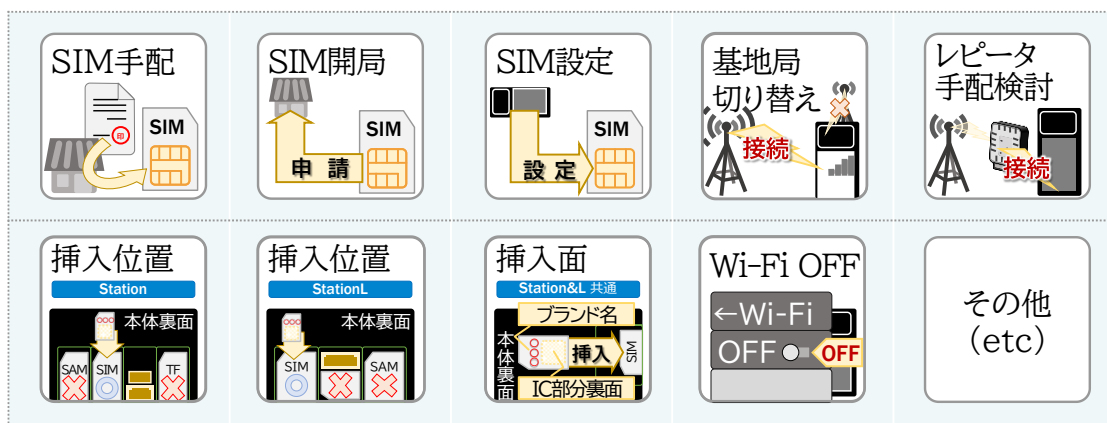 SIM手配
印
SIM
SIM開局
SIM
申 請
SIM設定
SIM
設 定
基地局
切り替え
接続
レピータ
手配検討
接続
挿入位置
Station
本体裏面
SAM
SIM
TF
挿入位置
StationL
本体裏面
SIM
SAM
挿入面
Station&L 共通
ブランド名
本体裏面
挿入
SIM
IC部分裏面
Wi-Fi OFF
←Wi-Fi
OFF
OFF
その他
(etc)